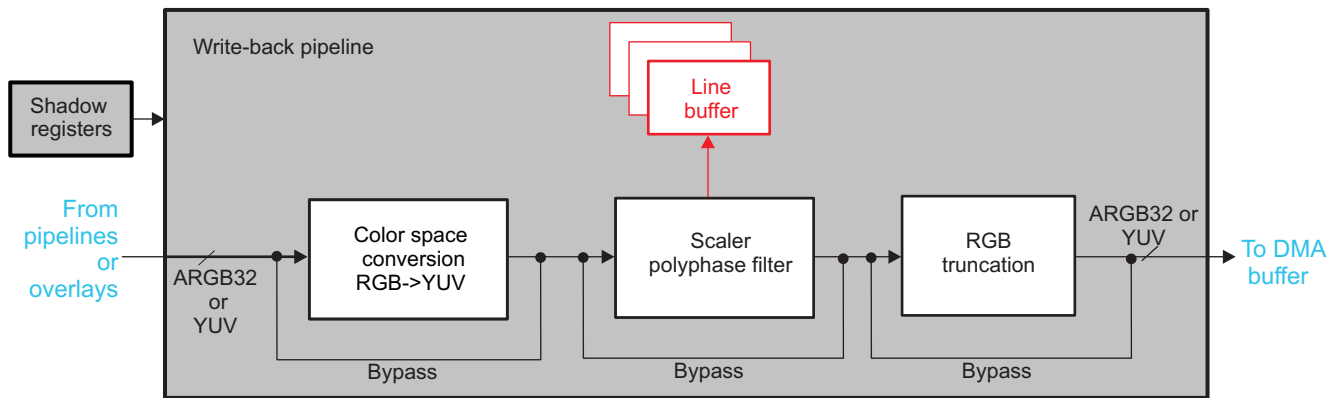 Write-back pipeline
Shadow
registers
Line
buffer
From
pipelines
or
overlays
ARGB32
or
YUV
Color space
conversion
RGB->YUV
Scaler
polyphase filter
RGB
truncation
ARGB32 or
YUV
To DMA
buffer
Bypass
Bypass
Bypass